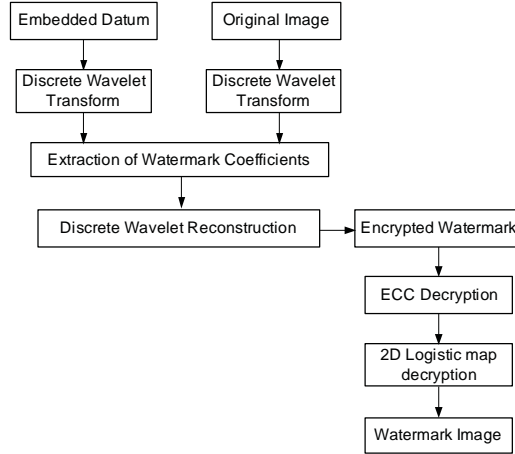 Embedded Datum
Original Image
Discrete Wavelet
Transform
Discrete Wavelet
Transform
Extraction of Watermark Coefficients
Discrete Wavelet Reconstruction
Encrypted Watermark
ECC Decryption
2D Logistic map
decryption
Watermark Image